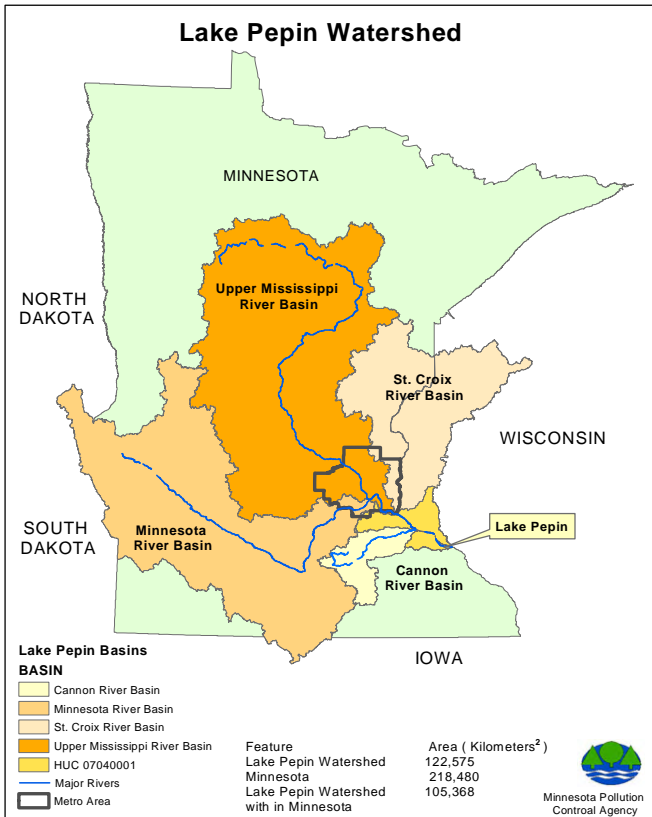 Lake Pepin Watershed
MINNESOTA
Upper Mississippi
River Basin
NORTH
DAKOTA
St. Croix
River Basin
WISCONSIN
SOUTH
DAKOTA
Minnesota
River Basin
Lake Pepin
Cannon
River Basin
IOWA
Lake Pepin Basins
BASIN
Cannon River Basin
Minnesota River Basin
St. Croix River Basin
Upper Mississippi River Basin
HUC 07040001
Major Rivers
Metro Area
Feature Area ( Kilometers²)
Lake Pepin Watershed 122,575
Minnesota 218,480
Lake Pepin Watershed 105,368
with in Minnesota
Minnesota Pollution
Controal Agency